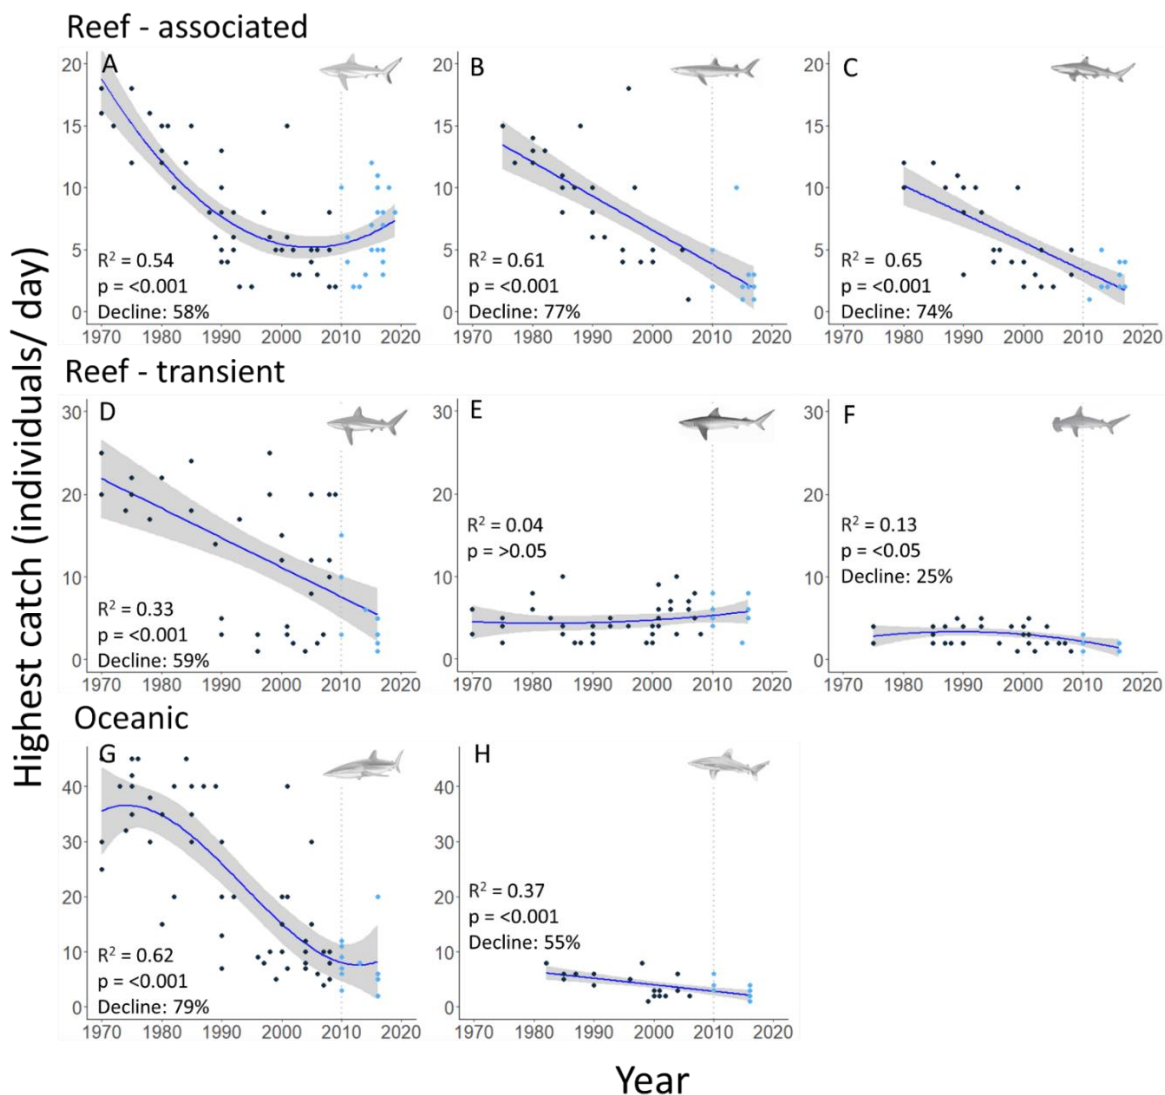 Reef - associated
A
B
C
20
15
10
5
0
R² = 0.54
p = <0.001
Decline: 58%
1970 1980 1990 2000 2010 2020
20
15
10
5
0
R² = 0.61
p = <0.001
Decline: 77%
1970 1980 1990 2000 2010 2020
20
15
10
5
0
R² = 0.65
p = <0.001
Decline: 74%
1970 1980 1990 2000 2010 2020
Highest catch (individuals/ day)
Reef - transient
D
E
F
30
20
10
0
R² = 0.33
p = <0.001
Decline: 59%
1970 1980 1990 2000 2010 2020
30
20
10
0
R² = 0.04
p = >0.05
1970 1980 1990 2000 2010 2020
30
20
10
0
R² = 0.13
p = <0.05
Decline: 25%
1970 1980 1990 2000 2010 2020
Oceanic
G
H
40
30
20
10
0
R² = 0.62
p = <0.001
Decline: 79%
1970 1980 1990 2000 2010 2020
40
30
20
10
0
R² = 0.37
p = <0.001
Decline: 55%
1970 1980 1990 2000 2010 2020
Year